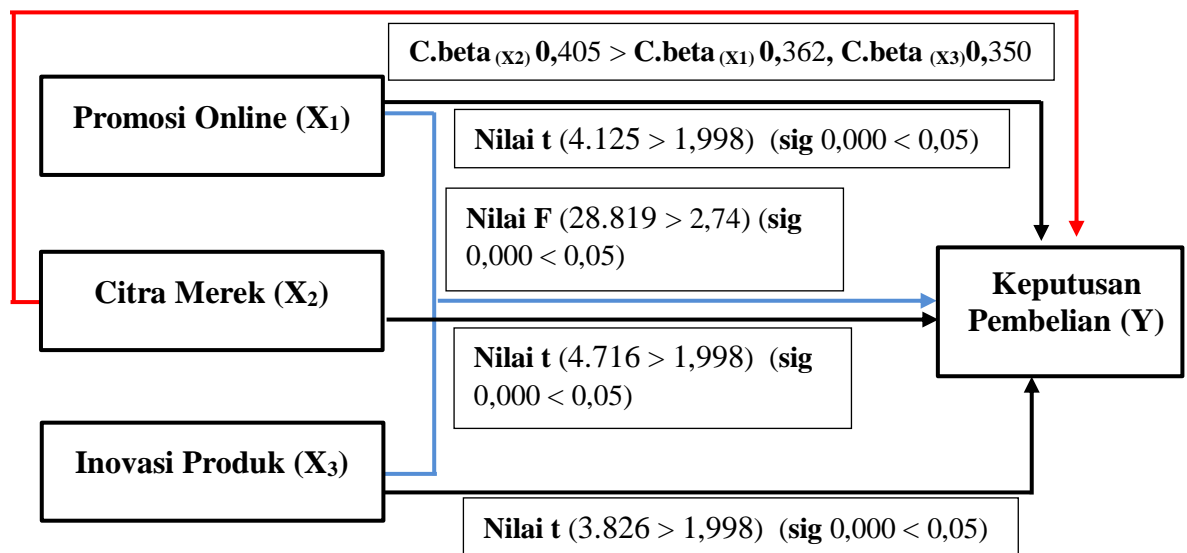 C.beta (X2) 0,405 > C.beta (X1) 0,362, C.beta (X3)0,350
Promosi Online (X1)
Nilai t (4.125 > 1,998) (sig 0,000 < 0,05)
Nilai F (28.819 > 2,74) (sig
0,000 < 0,05)
Citra Merek (X2)
Keputusan
Pembelian (Y)
Nilai t (4.716 > 1,998) (sig
0,000 < 0,05)
Inovasi Produk (X3)
Nilai t (3.826 > 1,998) (sig 0,000 < 0,05)